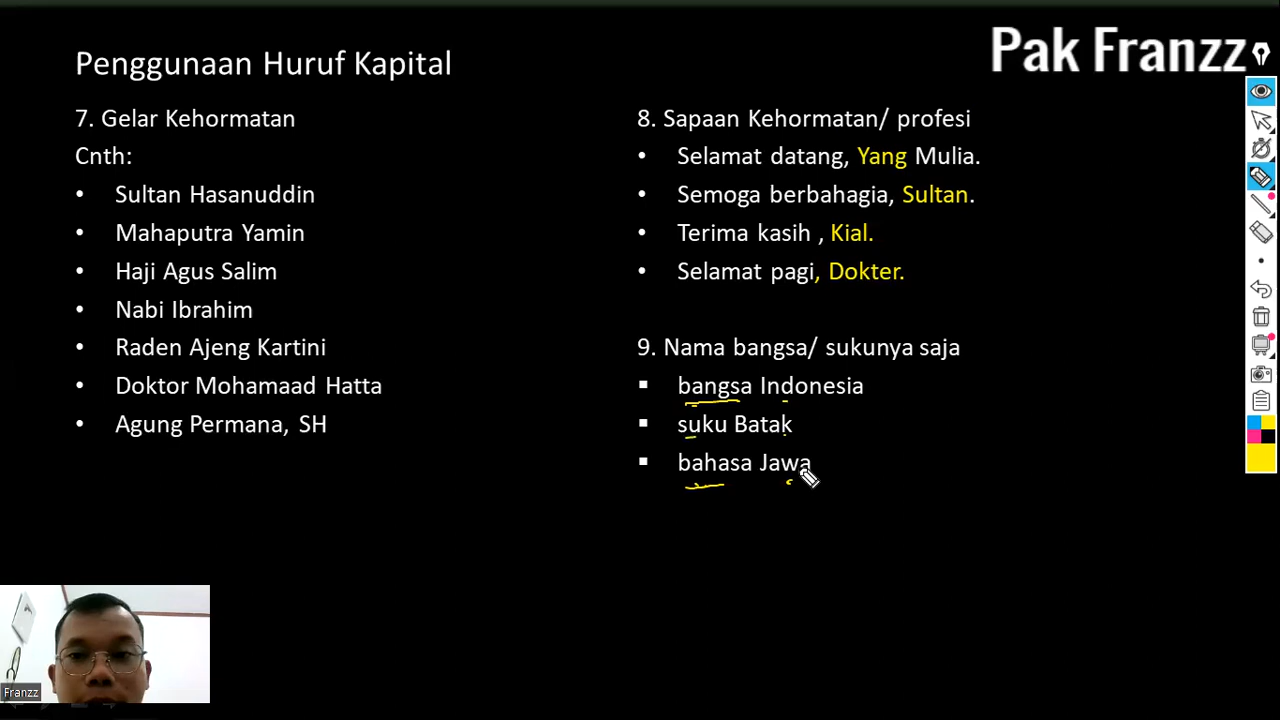 Penggunaan Huruf Kapital
Pak Franzz
7. Gelar Kehormatan
Cnth:
• Sultan Hasanuddin
• Mahaputra Yamin
• Haji Agus Salim
• Nabi Ibrahim
• Raden Ajeng Kartini
• Doktor Mohamaad Hatta
• Agung Permana, SH
8. Sapaan Kehormatan/ profesi
• Selamat datang, Yang Mulia.
• Semoga berbahagia, Sultan.
• Terima kasih , Kial.
• Selamat pagi, Dokter.
9. Nama bangsa/ sukunya saja
▪ bangsa Indonesia
▪ suku Batak
▪ bahasa Jawa
Franzz